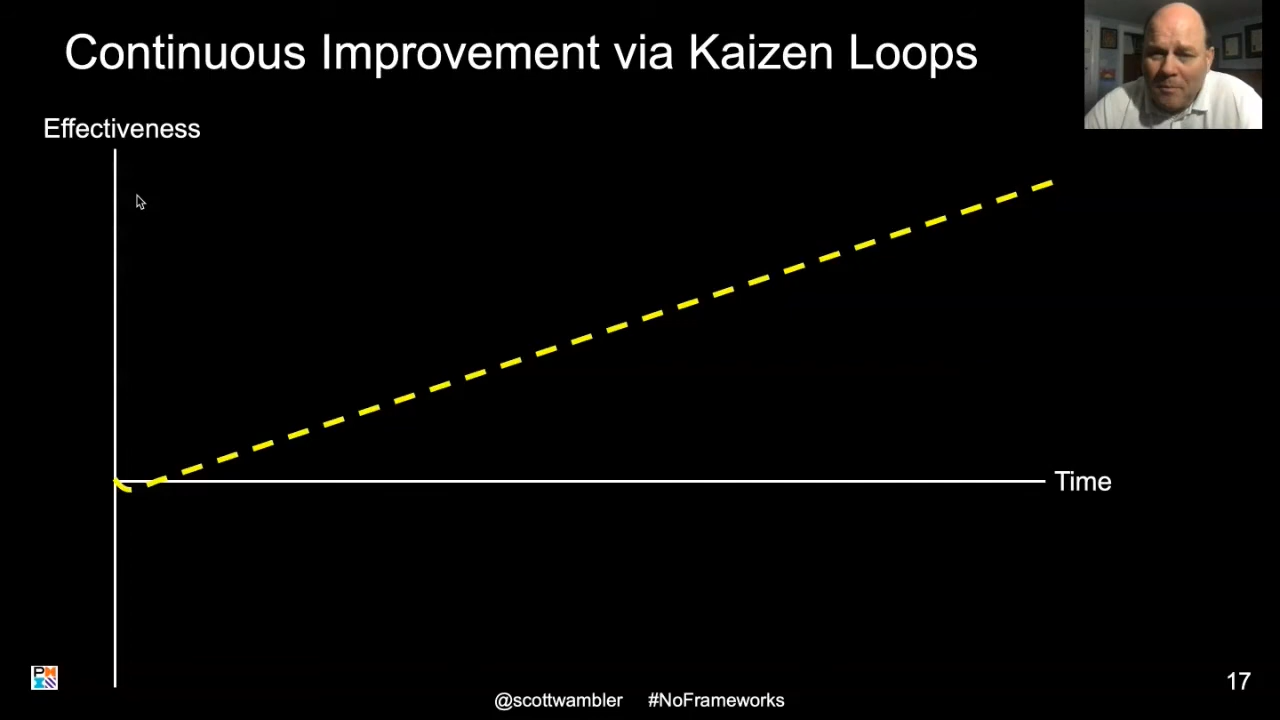 Continuous Improvement via Kaizen Loops
Effectiveness
Time
17
@scottwambler #NoFrameworks